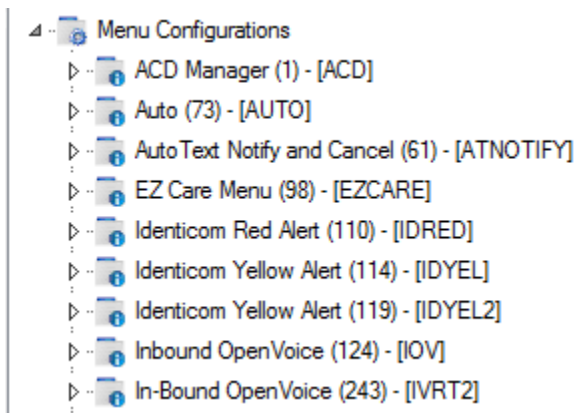 Menu Configurations
ACD Manager (1) - [ACD]
Auto (73) - [AUTO]
AutoText Notify and Cancel (61) - [ATNOTIFY]
EZ Care Menu (98) - [EZCARE]
Identicom Red Alert (110) - [IDRED]
Identicom Yellow Alert (114) - [IDYEL]
Identicom Yellow Alert (119) - [IDYEL2]
Inbound OpenVoice (124) - [IOV]
In-Bound OpenVoice (243) - [IVRT2]